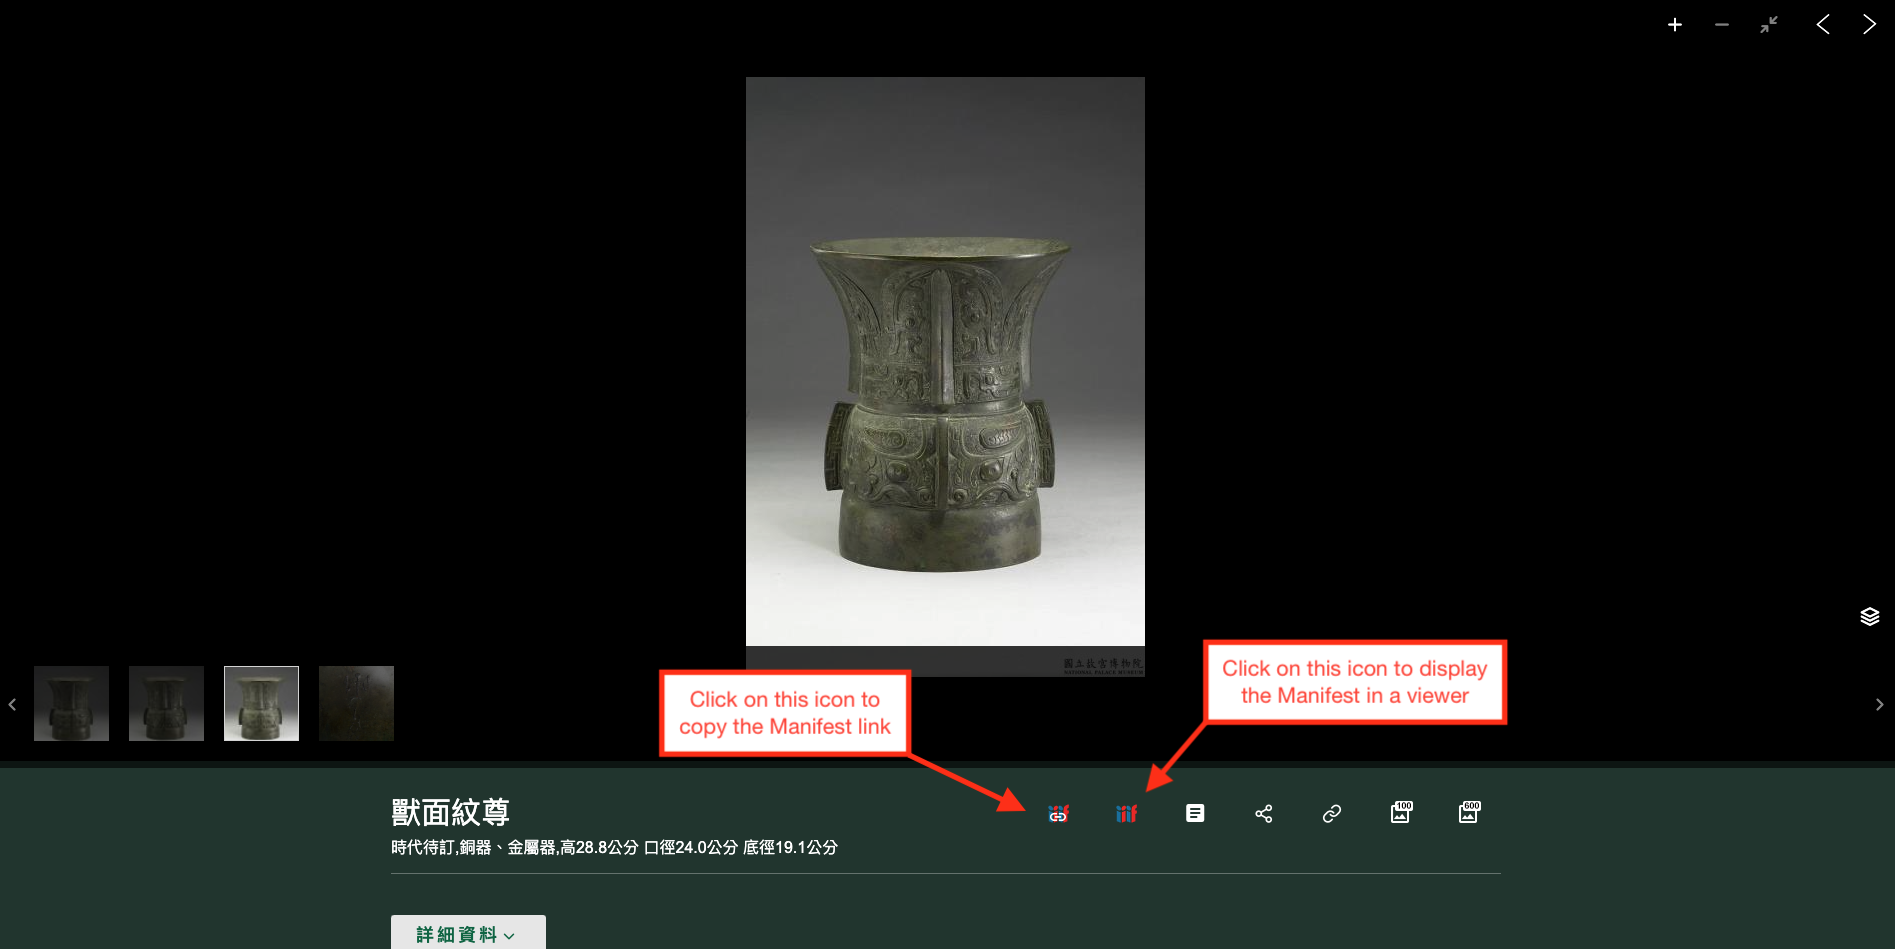 國立故宮博物院
NATIONAL PALACE MUSEUM
Click on this icon to
copy the Manifest link
Click on this icon to display
the Manifest in a viewer
獸面紋尊
iiif
iiif
100
600
時代待訂,銅器、金屬器,高28.8公分 口徑24.0公分 底徑19.1公分
詳細資料